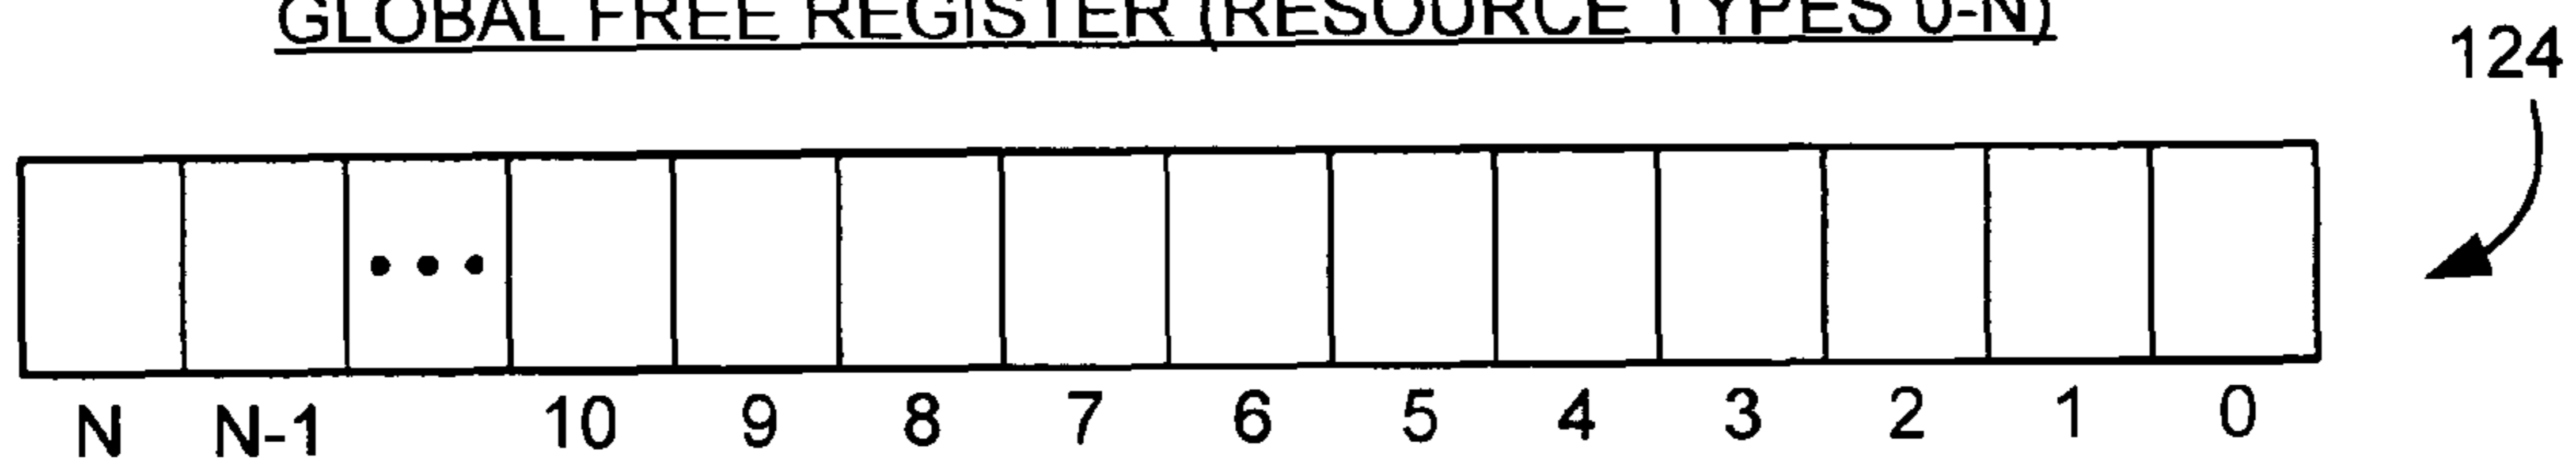 GLOBAL FREE REGISTER (RESOURCE TYPES 0-N)
124
• • •
N N-1 10 9 8 7 6 5 4 3 2 1 0